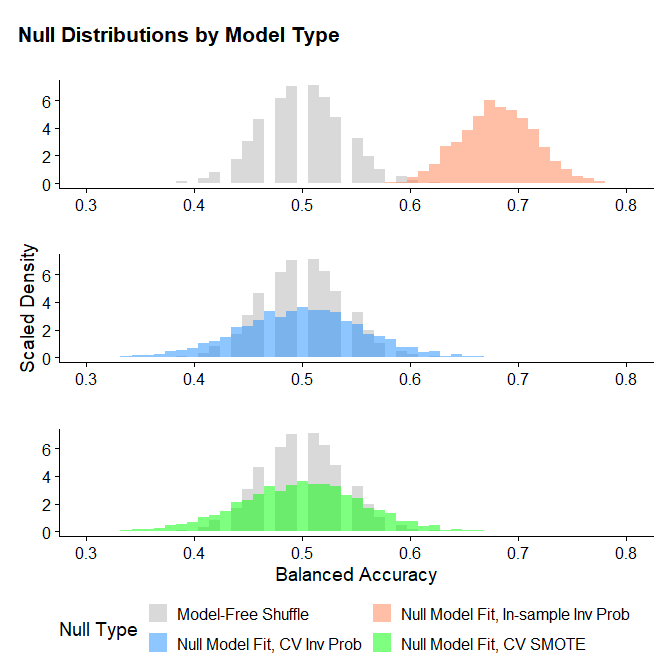 Null Distributions by Model Type
6
4
2
0
0.3 0.4 0.5 0.6 0.7 0.8
Scaled Density
6
4
2
0
0.3 0.4 0.5 0.6 0.7 0.8
6
4
2
0
0.3 0.4 0.5 0.6 0.7 0.8
Balanced Accuracy
Null Type
Model-Free Shuffle
Null Model Fit, In-sample Inv Prob
Null Model Fit, CV Inv Prob
Null Model Fit, CV SMOTE